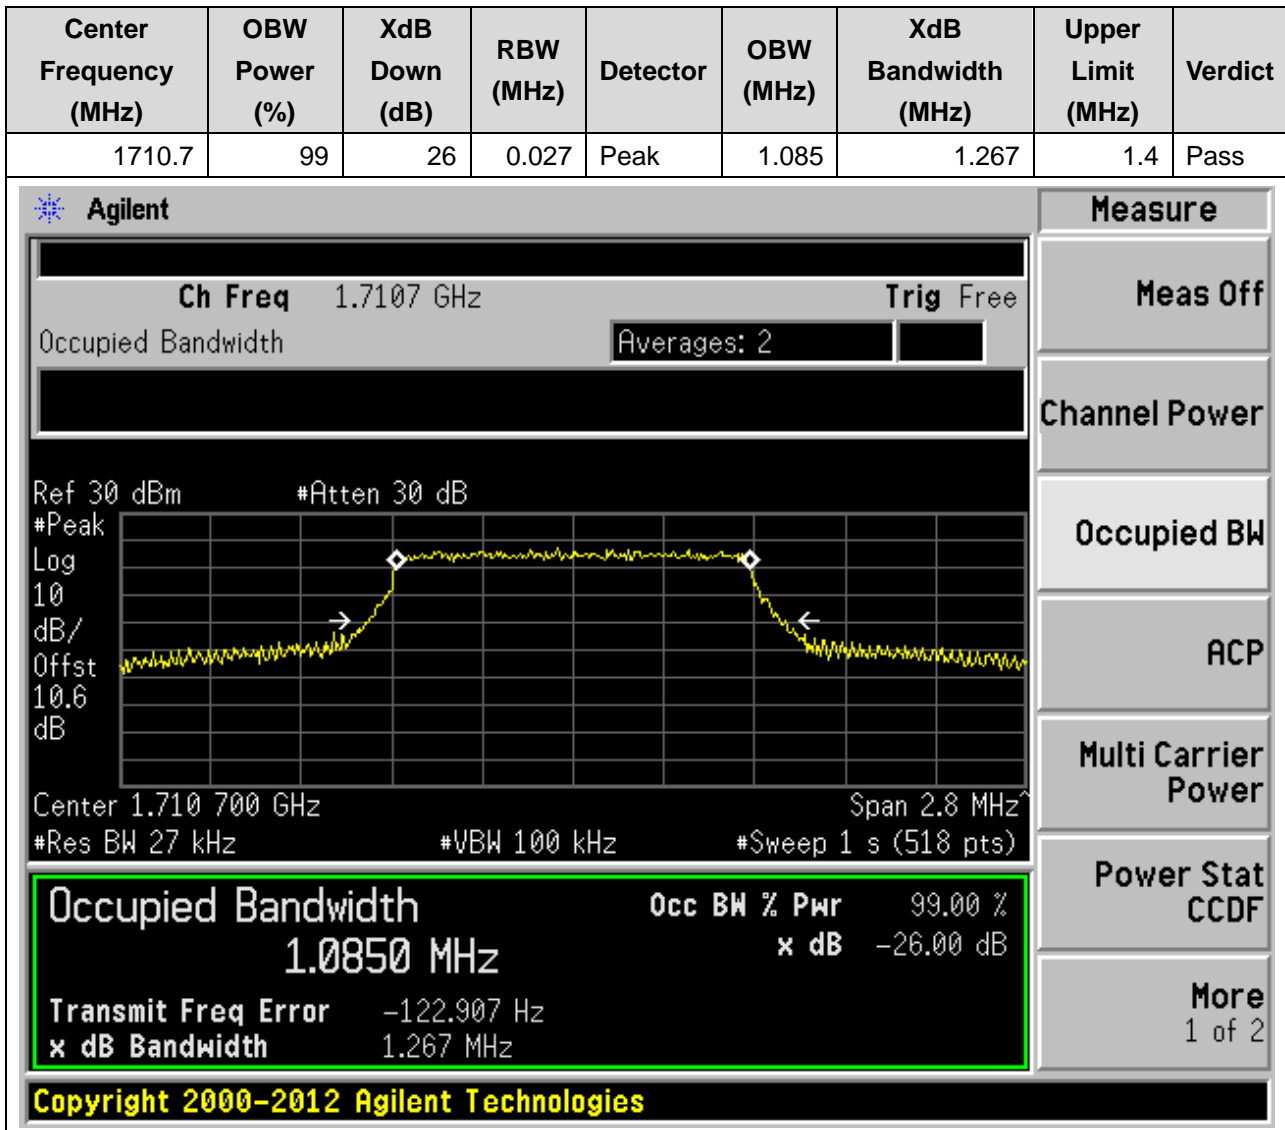 Center Frequency (MHz) OBW Power (%) XdB Down (dB) RBW (MHz) Detector OBW (MHz) XdB Bandwidth (MHz) Upper Limit (MHz) Verdict
1710.7 99 26 0.027 Peak 1.085 1.267 1.4 Pass
Agilent
Ch Freq 1.7107 GHz Trig Free
Occupied Bandwidth Averages: 2
Ref 30 dBm #Atten 30 dB
#Peak
Log
10
dB/
Offst
10.6
dB
Center 1.710 700 GHz Span 2.8 MHz^
#Res BW 27 kHz #VBW 100 kHz #Sweep 1 s (518 pts)
Occupied Bandwidth
1.0850 MHz
Occ BW % Pwr 99.00 %
x dB -26.00 dB
Transmit Freq Error -122.907 Hz
x dB Bandwidth 1.267 MHz
Measure
Meas Off
Channel Power
Occupied BW
ACP
Multi Carrier
Power
Power Stat
CCDF
More
1 of 2
Copyright 2000-2012 Agilent Technologies